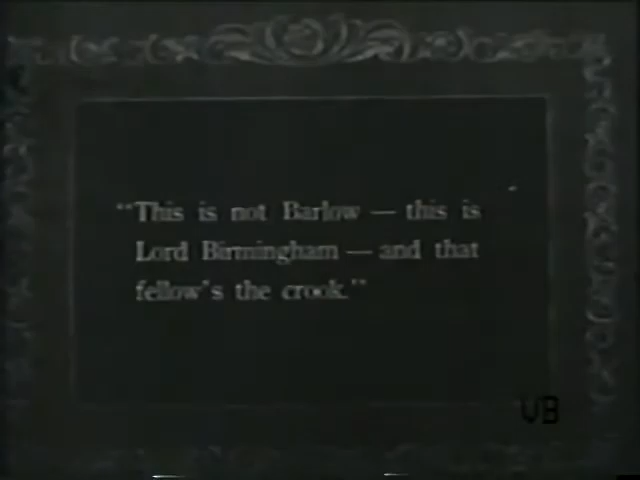 "This is not Barlow — this is
Lord Birmingham — and that
fellow's the crook."
VB